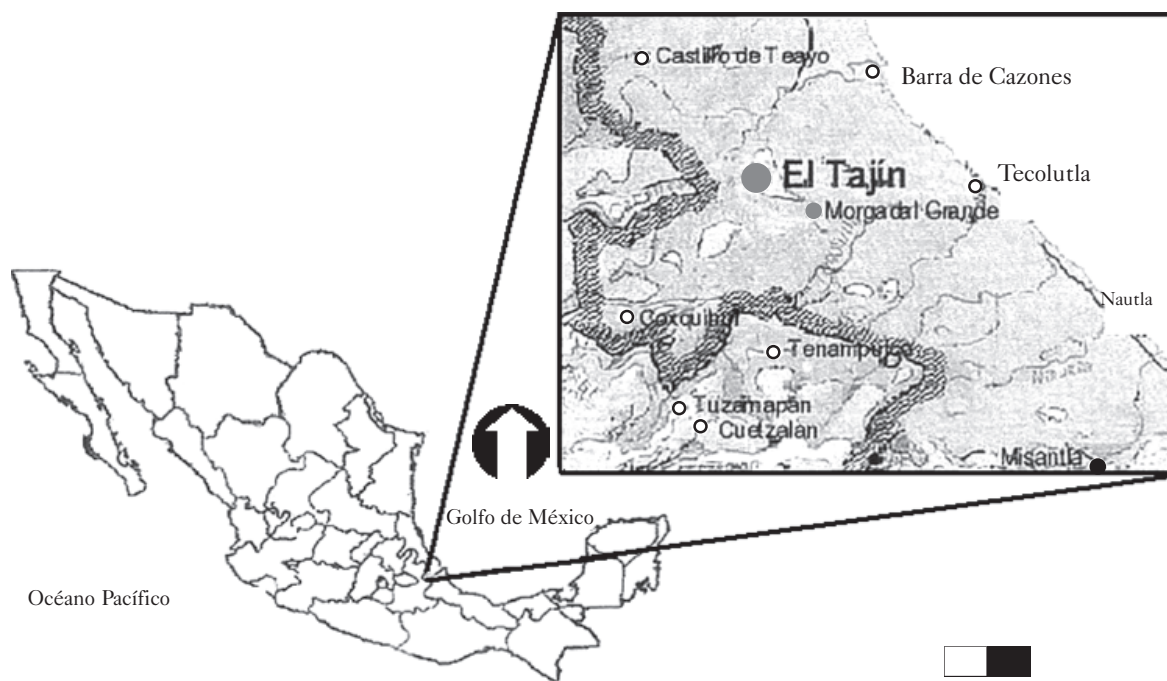 Castillo de Teayo
Barra de Cazones
El Tajín
Tecolutla
Morgadal Grande
Nautla
Coxquihui
Tenampulco
Tuzamapán
Cuetzalan
Misantla
Golfo de México
Océano Pacífico